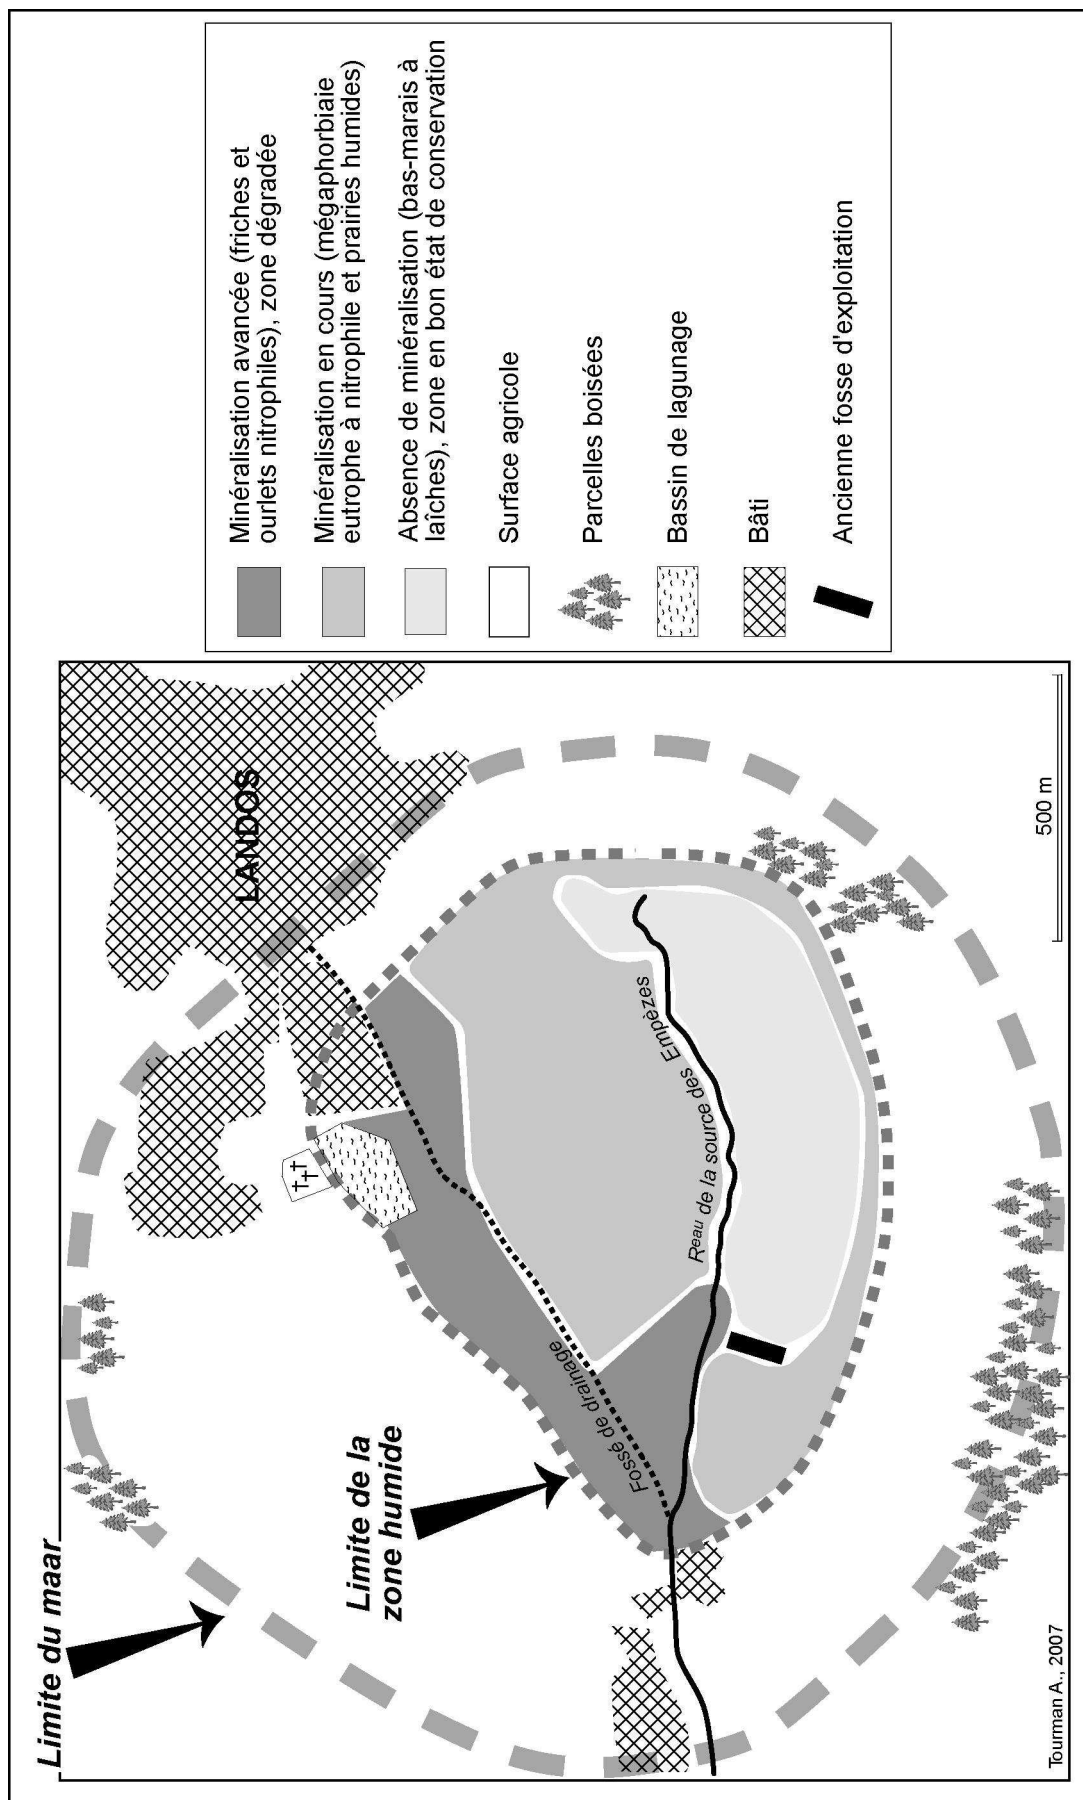 Limite du maar
Limite de la
zone humide
LANDOS
Fossé de drainage
Reau de la source des Empèzes
500 m
Tourman A., 2007
Minéralisation avancée (friches et
ourlets nitrophiles), zone dégradée
Minéralisation en cours (mégaphorbiaie
eutrophe à nitrophile et prairies humides)
Absence de minéralisation (bas-marais à
laîches), zone en bon état de conservation
Surface agricole
Parcelles boisées
Bassin de lagunage
Bâti
Ancienne fosse d'exploitation